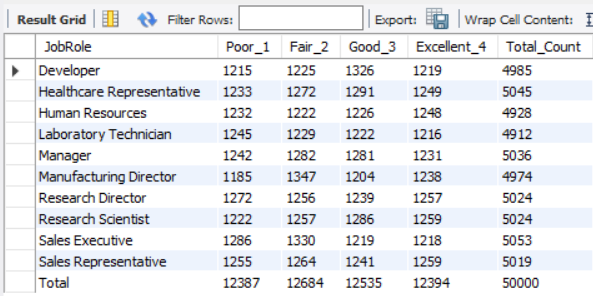 Result Grid Filter Rows: Export: Wrap Cell Content:
JobRole Poor_1 Fair_2 Good_3 Excellent_4 Total_Count
Developer 1215 1225 1326 1219 4985
Healthcare Representative 1233 1272 1291 1249 5045
Human Resources 1232 1222 1226 1248 4928
Laboratory Technician 1245 1229 1222 1216 4912
Manager 1242 1282 1281 1231 5036
Manufacturing Director 1185 1347 1204 1238 4974
Research Director 1272 1256 1239 1257 5024
Research Scientist 1222 1257 1286 1259 5024
Sales Executive 1286 1330 1219 1218 5053
Sales Representative 1255 1264 1241 1259 5019
Total 12387 12684 12535 12394 50000